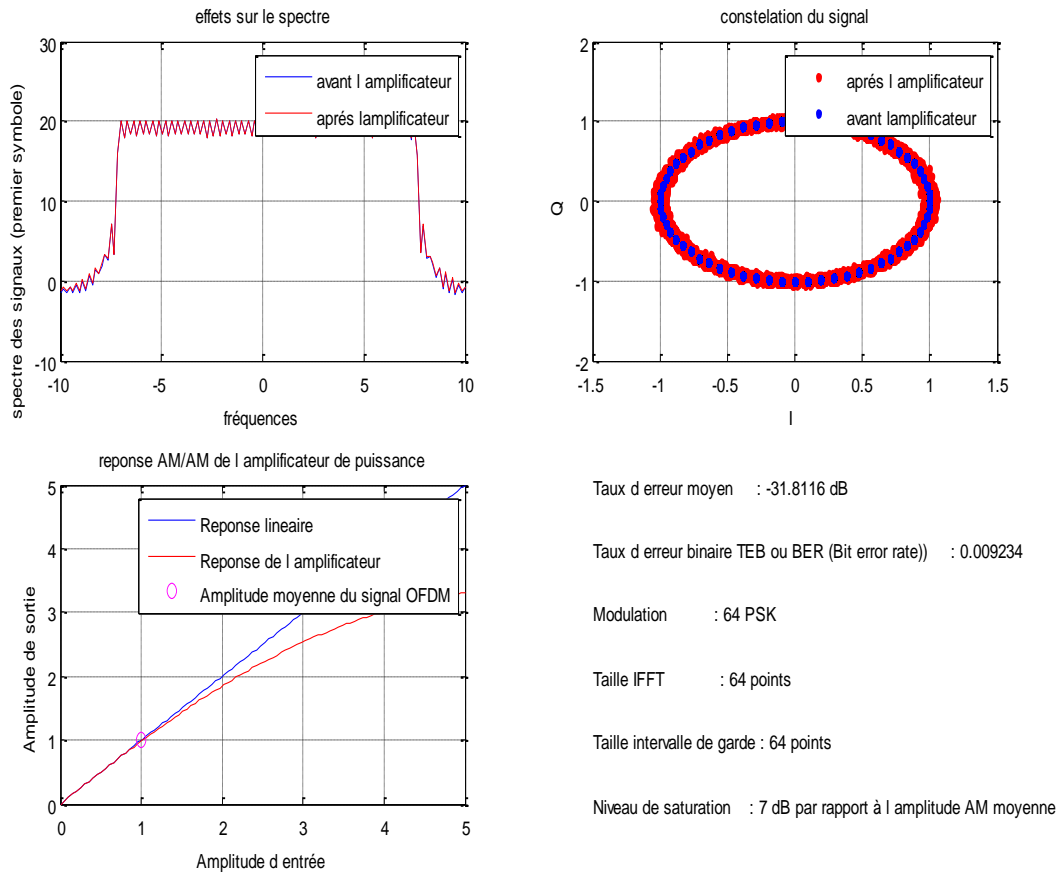 effets sur le spectre
30
20
10
0
-10
-10
-5
0
5
10
avant l amplificateur
aprés lamplificateur
spectre des signaux (premier symbole)
fréquences
constelation du signal
2
1
0
-1
-2
-1.5
-1
-0.5
0
0.5
1
1.5
aprés l amplificateur
avant lamplificateur
Q
I
reponse AM/AM de l amplificateur de puissance
5
4
3
2
1
0
0
1
2
3
4
5
Reponse lineaire
Reponse de l amplificateur
Amplitude moyenne du signal OFDM
Amplitude de sortie
Amplitude d entrée
Taux d erreur moyen : -31.8116 dB
Taux d erreur binaire TEB ou BER (Bit error rate)) : 0.009234
Modulation : 64 PSK
Taille IFFT : 64 points
Taille intervalle de garde : 64 points
Niveau de saturation : 7 dB par rapport à l amplitude AM moyenne